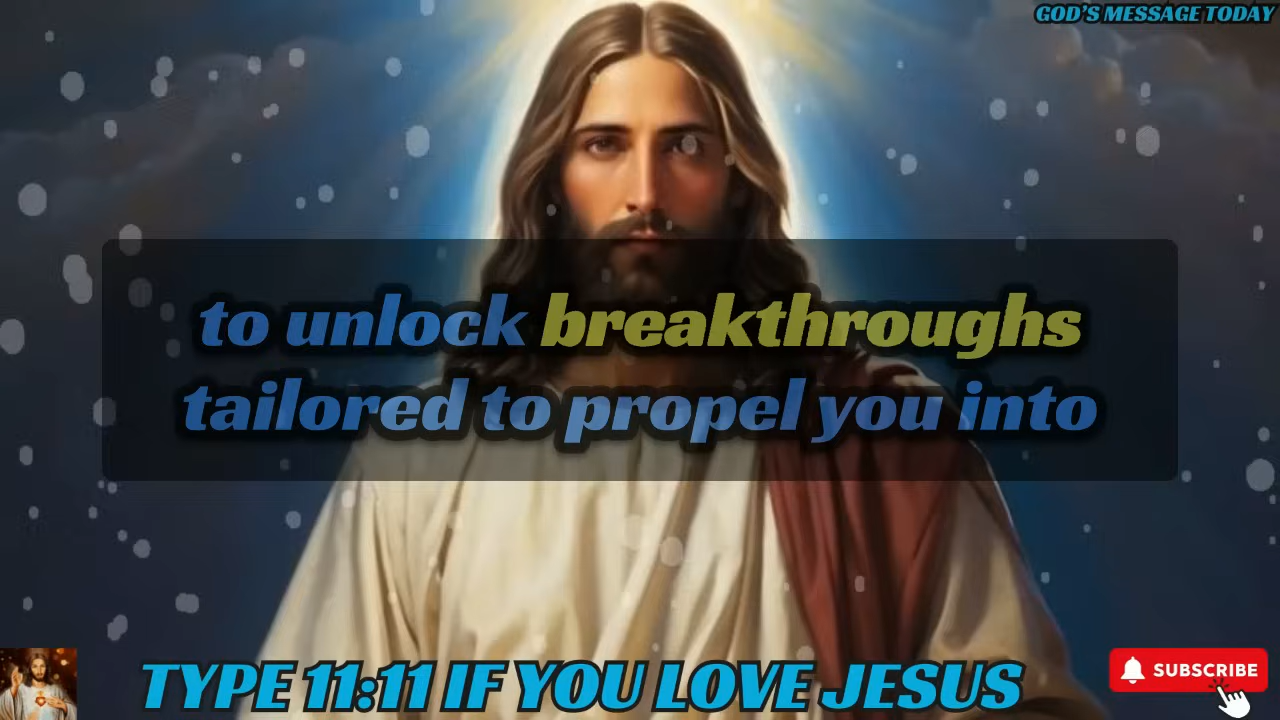 GOD'S MESSAGE TODAY
to unlock breakthroughs
tailored to propel you into
TYPE 11:11 IF YOU LOVE JESUS
SUBSCRIBE